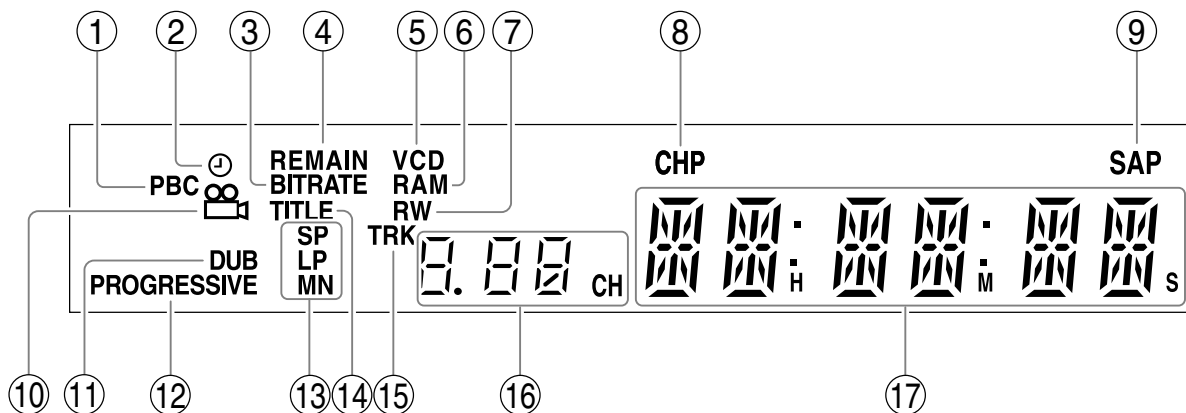 1 2 3 4 5 6 7 8 9
REMAIN VCD CHP SAP
PBC BITRATE RAM
TITLE RW
SP TRK
DUB LP
PROGRESSIVE MN CH H M S
10 11 12 13 14 15 16 17